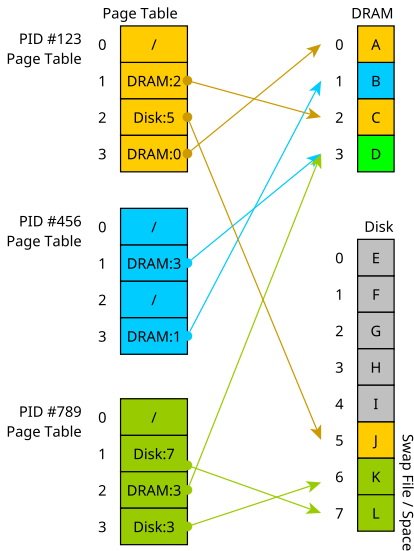 Page Table
DRAM
PID #123
Page Table
0
/
1
DRAM:2
2
Disk:5
3
DRAM:0
0
A
1
B
2
C
3
D
PID #456
Page Table
0
/
1
DRAM:3
2
/
3
DRAM:1
Disk
0
E
1
F
2
G
3
H
4
I
5
J
6
K
7
L
Swap File / Space
PID #789
Page Table
0
/
1
Disk:7
2
DRAM:3
3
Disk:3